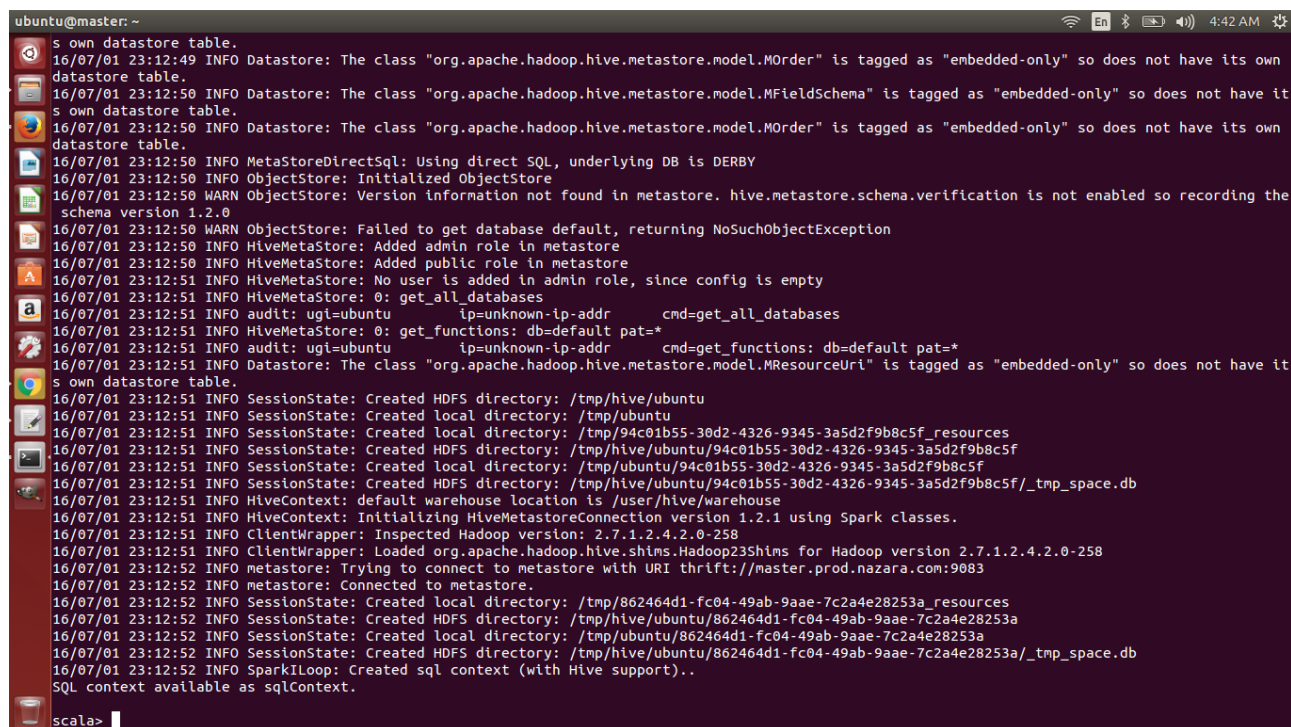 ubuntu@master: ~
En
4:42 AM
s own datastore table.
16/07/01 23:12:49 INFO Datastore: The class "org.apache.hadoop.hive.metastore.model.MOrder" is tagged as "embedded-only" so does not have its own
datastore table.
16/07/01 23:12:50 INFO Datastore: The class "org.apache.hadoop.hive.metastore.model.MFieldSchema" is tagged as "embedded-only" so does not have it
s own datastore table.
16/07/01 23:12:50 INFO Datastore: The class "org.apache.hadoop.hive.metastore.model.MOrder" is tagged as "embedded-only" so does not have its own
datastore table.
16/07/01 23:12:50 INFO MetaStoreDirectSql: Using direct SQL, underlying DB is DERBY
16/07/01 23:12:50 INFO ObjectStore: Initialized ObjectStore
16/07/01 23:12:50 WARN ObjectStore: Version information not found in metastore. hive.metastore.schema.verification is not enabled so recording the
 schema version 1.2.0
16/07/01 23:12:50 WARN ObjectStore: Failed to get database default, returning NoSuchObjectException
16/07/01 23:12:50 INFO HiveMetaStore: Added admin role in metastore
16/07/01 23:12:50 INFO HiveMetaStore: Added public role in metastore
16/07/01 23:12:51 INFO HiveMetaStore: No user is added in admin role, since config is empty
16/07/01 23:12:51 INFO HiveMetaStore: 0: get_all_databases
16/07/01 23:12:51 INFO audit: ugi=ubuntu ip=unknown-ip-addr cmd=get_all_databases
16/07/01 23:12:51 INFO HiveMetaStore: 0: get_functions: db=default pat=*
16/07/01 23:12:51 INFO audit: ugi=ubuntu ip=unknown-ip-addr cmd=get_functions: db=default pat=*
16/07/01 23:12:51 INFO Datastore: The class "org.apache.hadoop.hive.metastore.model.MResourceUri" is tagged as "embedded-only" so does not have it
s own datastore table.
16/07/01 23:12:51 INFO SessionState: Created HDFS directory: /tmp/hive/ubuntu
16/07/01 23:12:51 INFO SessionState: Created local directory: /tmp/ubuntu
16/07/01 23:12:51 INFO SessionState: Created local directory: /tmp/94c01b55-30d2-4326-9345-3a5d2f9b8c5f_resources
16/07/01 23:12:51 INFO SessionState: Created HDFS directory: /tmp/hive/ubuntu/94c01b55-30d2-4326-9345-3a5d2f9b8c5f
16/07/01 23:12:51 INFO SessionState: Created local directory: /tmp/ubuntu/94c01b55-30d2-4326-9345-3a5d2f9b8c5f
16/07/01 23:12:51 INFO SessionState: Created HDFS directory: /tmp/hive/ubuntu/94c01b55-30d2-4326-9345-3a5d2f9b8c5f/_tmp_space.db
16/07/01 23:12:51 INFO HiveContext: default warehouse location is /user/hive/warehouse
16/07/01 23:12:51 INFO HiveContext: Initializing HiveMetastoreConnection version 1.2.1 using Spark classes.
16/07/01 23:12:51 INFO ClientWrapper: Inspected Hadoop version: 2.7.1.2.4.2.0-258
16/07/01 23:12:51 INFO ClientWrapper: Loaded org.apache.hadoop.hive.shims.Hadoop23Shims for Hadoop version 2.7.1.2.4.2.0-258
16/07/01 23:12:52 INFO metastore: Trying to connect to metastore with URI thrift://master.prod.nazara.com:9083
16/07/01 23:12:52 INFO metastore: Connected to metastore.
16/07/01 23:12:52 INFO SessionState: Created local directory: /tmp/862464d1-fc04-49ab-9aae-7c2a4e28253a_resources
16/07/01 23:12:52 INFO SessionState: Created HDFS directory: /tmp/hive/ubuntu/862464d1-fc04-49ab-9aae-7c2a4e28253a
16/07/01 23:12:52 INFO SessionState: Created local directory: /tmp/ubuntu/862464d1-fc04-49ab-9aae-7c2a4e28253a
16/07/01 23:12:52 INFO SessionState: Created HDFS directory: /tmp/hive/ubuntu/862464d1-fc04-49ab-9aae-7c2a4e28253a/_tmp_space.db
16/07/01 23:12:52 INFO SparkILoop: Created sql context (with Hive support)..
SQL context available as sqlContext.
scala>